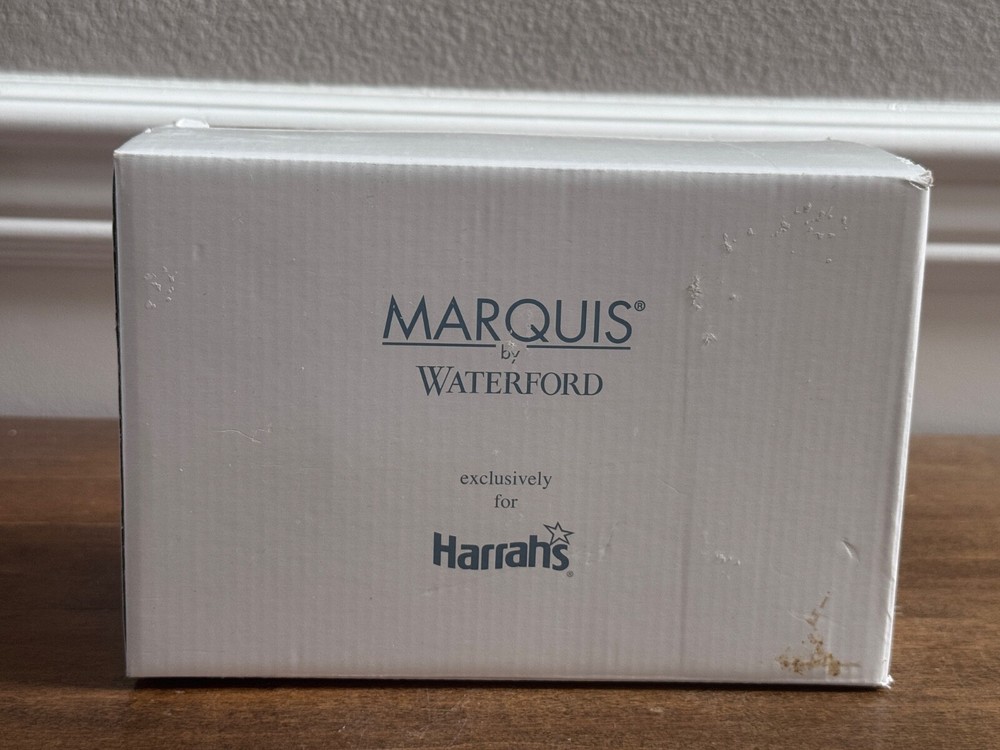 MARQUIS®
by
WATERFORD
exclusively
for
Harrah's®